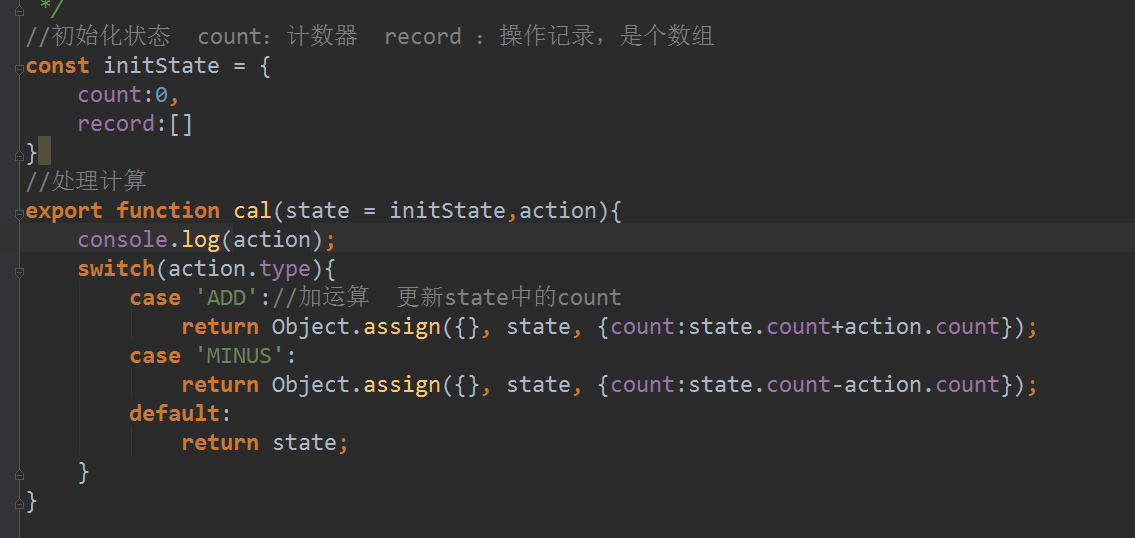 */
//初始化状态  count：计数器  record ：操作记录，是个数组
const initState = {
    count:0,
    record:[]
}
//处理计算
export function cal(state = initState,action){
    console.log(action);
    switch(action.type){
        case 'ADD'://加运算  更新state中的count
            return Object.assign({}, state, {count:state.count+action.count});
        case 'MINUS':
            return Object.assign({}, state, {count:state.count-action.count});
        default:
            return state;
    }
}